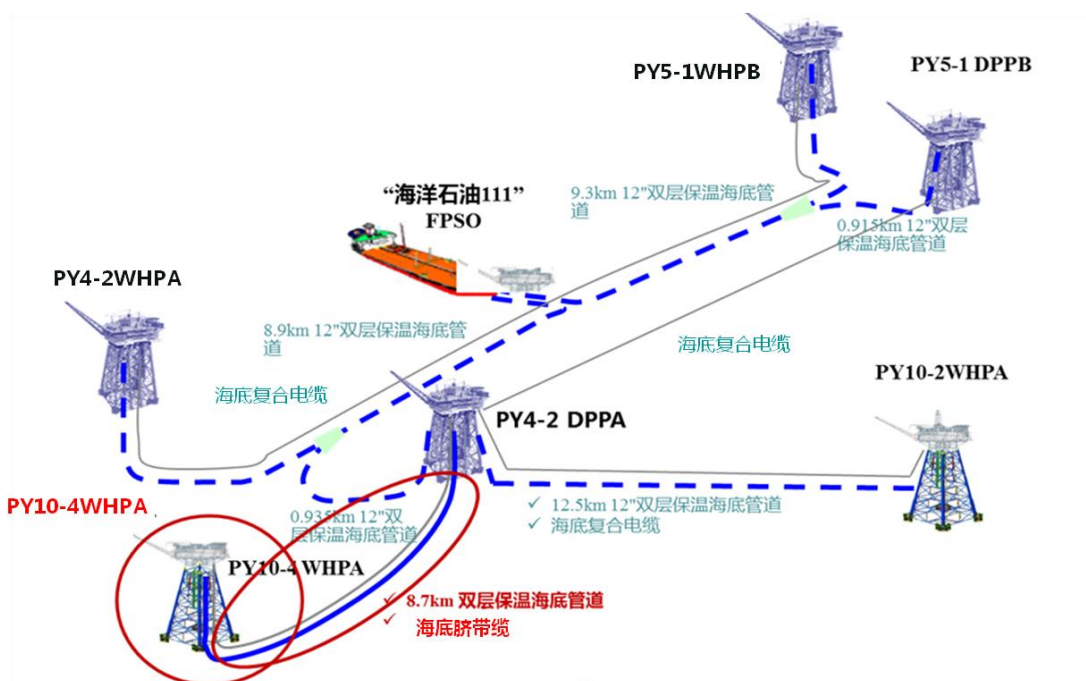 PY5-1WHPB
PY5-1 DPPB
“海洋石油111”
FPSO
9.3km 12"双层保温海底管
道
0.915km 12"双层
保温海底管道
PY4-2WHPA
8.9km 12"双层保温海底管
道
海底复合电缆
海底复合电缆
PY10-2WHPA
PY4-2 DPPA
PY10-4WHPA
0.935km 12"双
层保温海底管道
✓ 12.5km 12"双层保温海底管道
✓ 海底复合电缆
PY10-4 WHPA
✓ 8.7km 双层保温海底管道
✓ 海底脐带缆